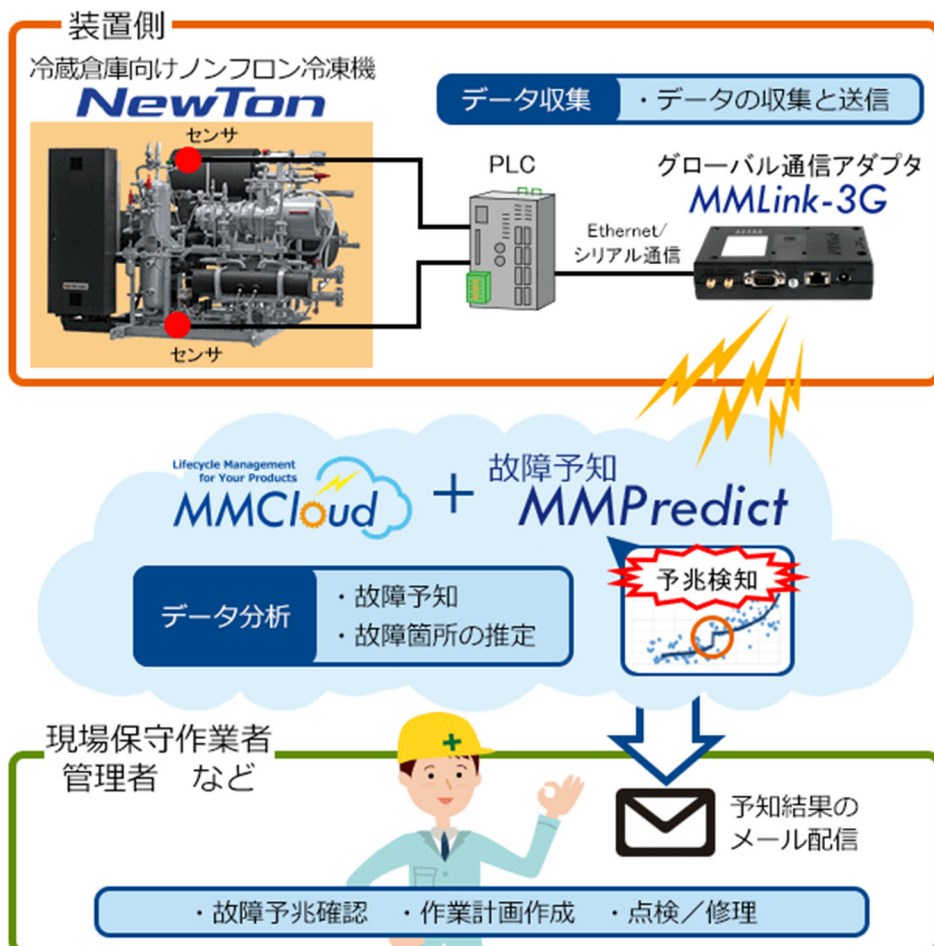 装置側
冷蔵倉庫向けノンフロン冷凍機
NewTon
センサ
センサ
データ収集
・データの収集と送信
PLC
Ethernet/
シリアル通信
グローバル通信アダプタ
MMLink-3G
Lifecycle Management
for Your Products
MMCloud
+
故障予知
MMPredict
データ分析
・故障予知
・故障箇所の推定
予兆検知
現場保守作業者
管理者 など
予知結果の
メール配信
・故障予兆確認 ・作業計画作成 ・点検／修理